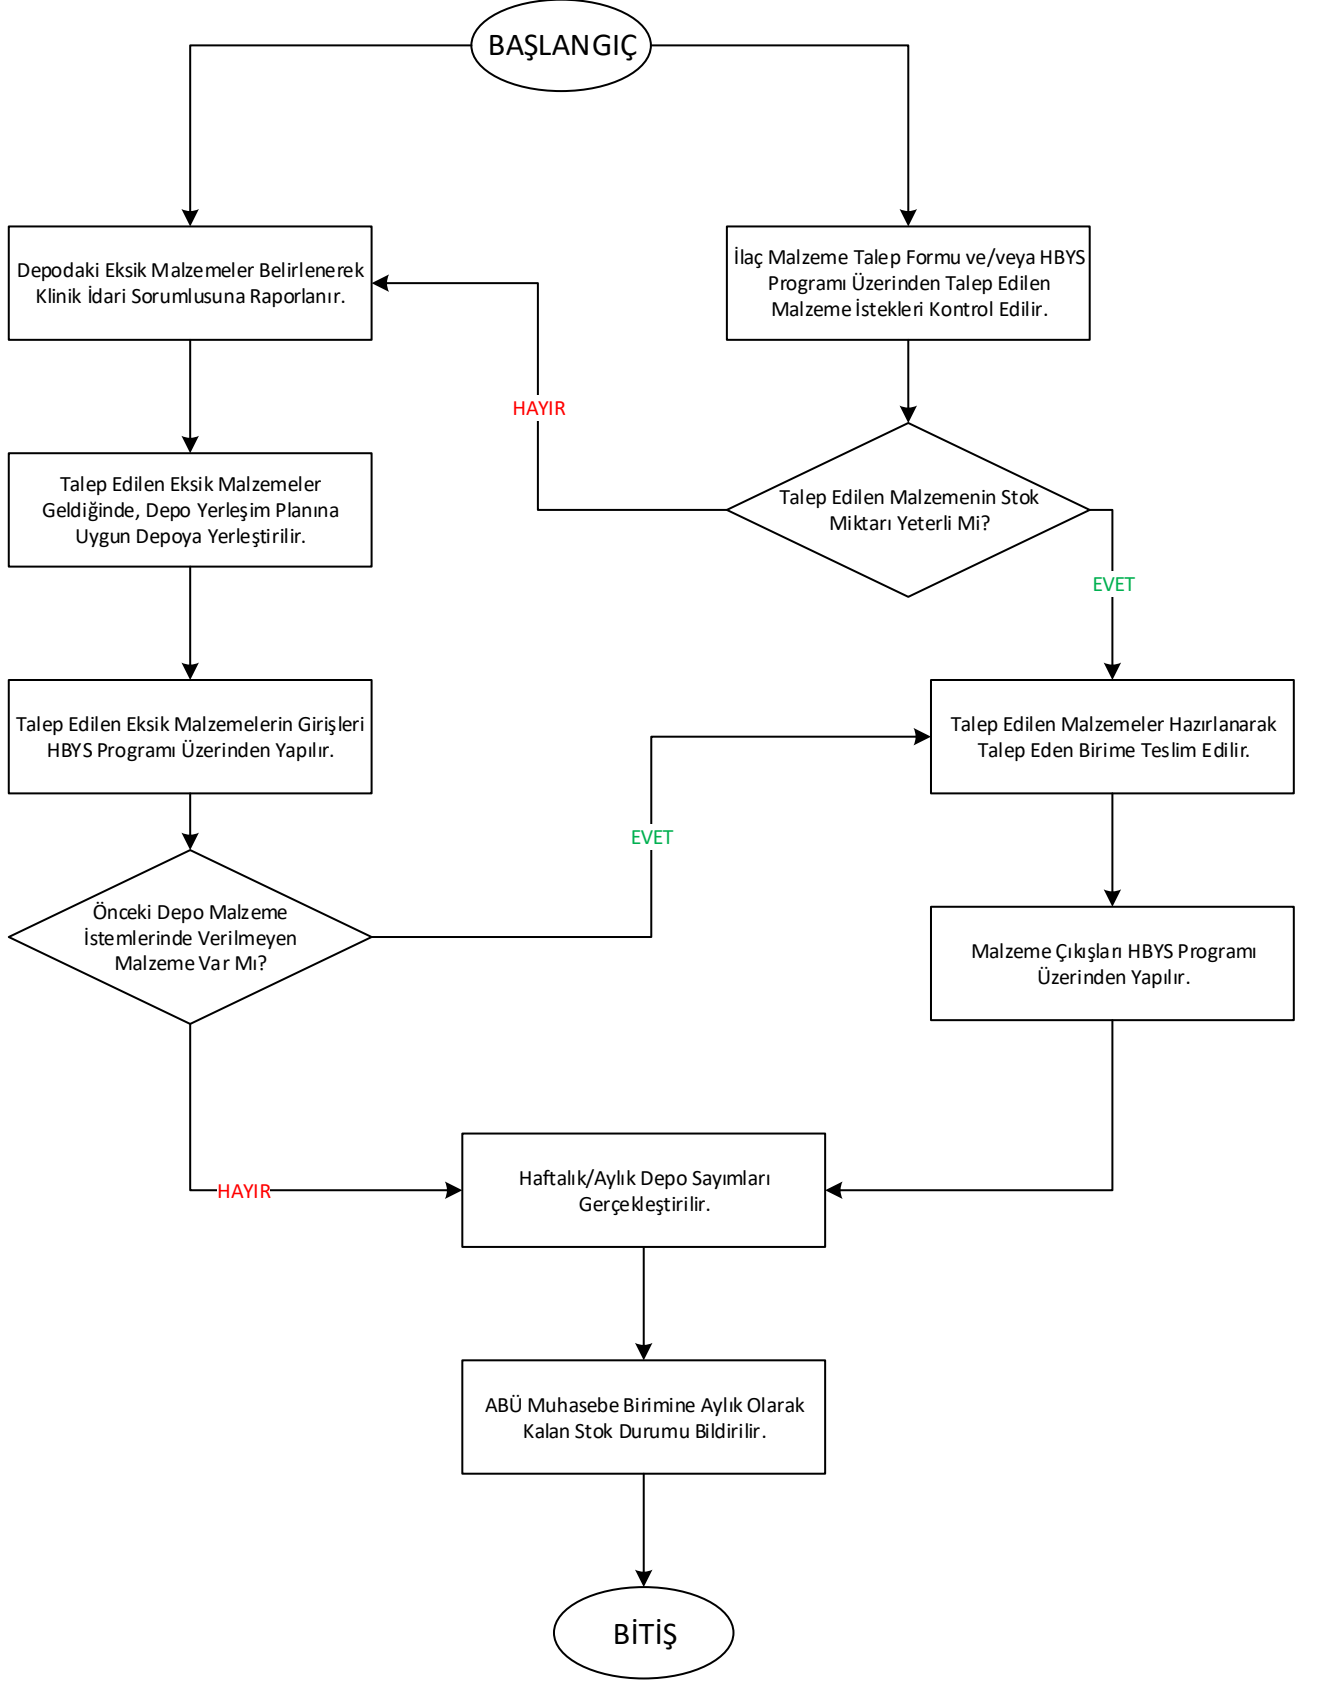 BAŞLANGIÇ
Depodaki Eksik Malzemeler Belirlenerek
Klinik İdari Sorumlusuna Raporlanır.
İlaç Malzeme Talep Formu ve/veya HBYS
Programı Üzerinden Talep Edilen
Malzeme İstekleri Kontrol Edilir.
HAYIR
Talep Edilen Eksik Malzemeler
Geldiğinde, Depo Yerleşim Planına
Uygun Depoya Yerleştirilir.
Talep Edilen Malzemenin Stok
Miktarı Yeterli Mi?
EVET
Talep Edilen Eksik Malzemelerin Girişleri
HBYS Programı Üzerinden Yapılır.
Talep Edilen Malzemeler Hazırlanarak
Talep Eden Birime Teslim Edilir.
EVET
Önceki Depo Malzeme
İstemlerinde Verilmeyen
Malzeme Var Mı?
Malzeme Çıkışları HBYS Programı
Üzerinden Yapılır.
HAYIR
Haftalık/Aylık Depo Sayımları
Gerçekleştirilir.
ABÜ Muhasebe Birimine Aylık Olarak
Kalan Stok Durumu Bildirilir.
BİTİŞ